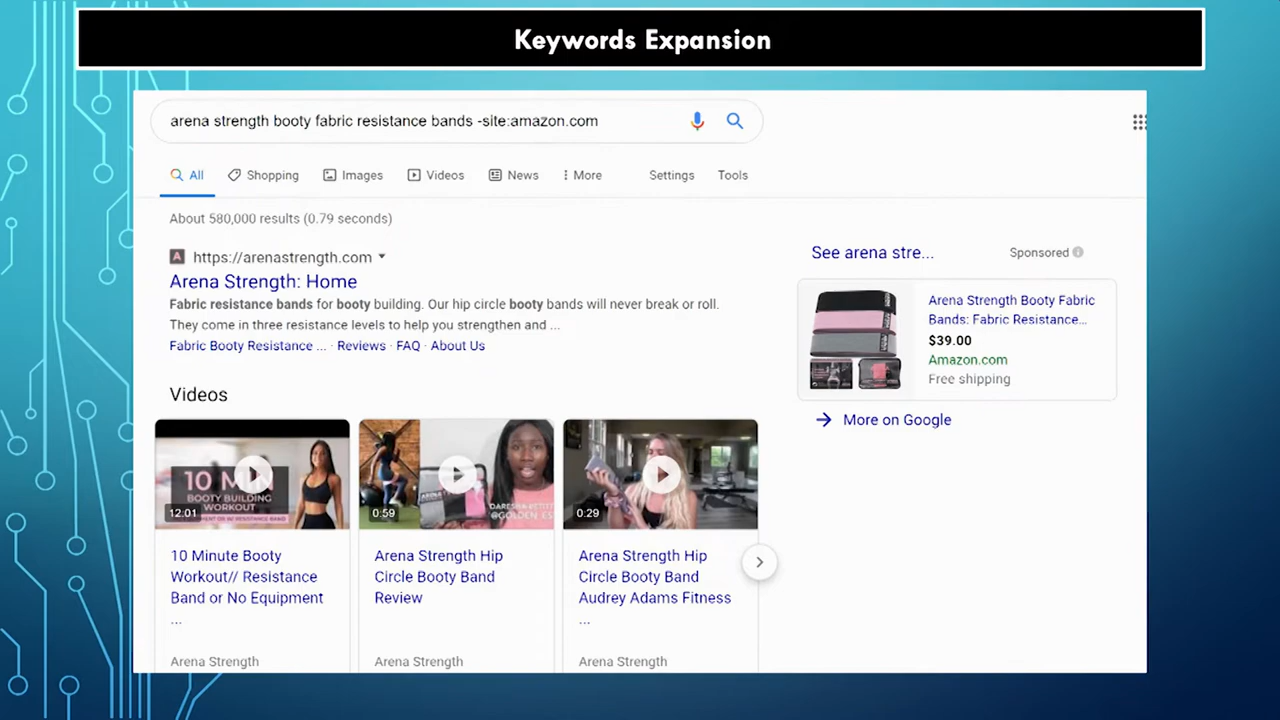 Keywords Expansion
arena strength booty fabric resistance bands -site:amazon.com
All Shopping Images Videos News More Settings Tools
About 580,000 results (0.79 seconds)
https://arenastrength.com
Arena Strength: Home
Fabric resistance bands for booty building. Our hip circle booty bands will never break or roll.
They come in three resistance levels to help you strengthen and ...
Fabric Booty Resistance ... · Reviews · FAQ · About Us
See arena stre... Sponsored
Arena Strength Booty Fabric
Bands: Fabric Resistance...
$39.00
Amazon.com
Free shipping
More on Google
Videos
10 MIN
BOOTY BUILDING
WORKOUT
12:01
0:59
0:29
10 Minute Booty
Workout// Resistance
Band or No Equipment
...
Arena Strength
Arena Strength Hip
Circle Booty Band
Review
Arena Strength
Arena Strength Hip
Circle Booty Band
Audrey Adams Fitness
...
Arena Strength